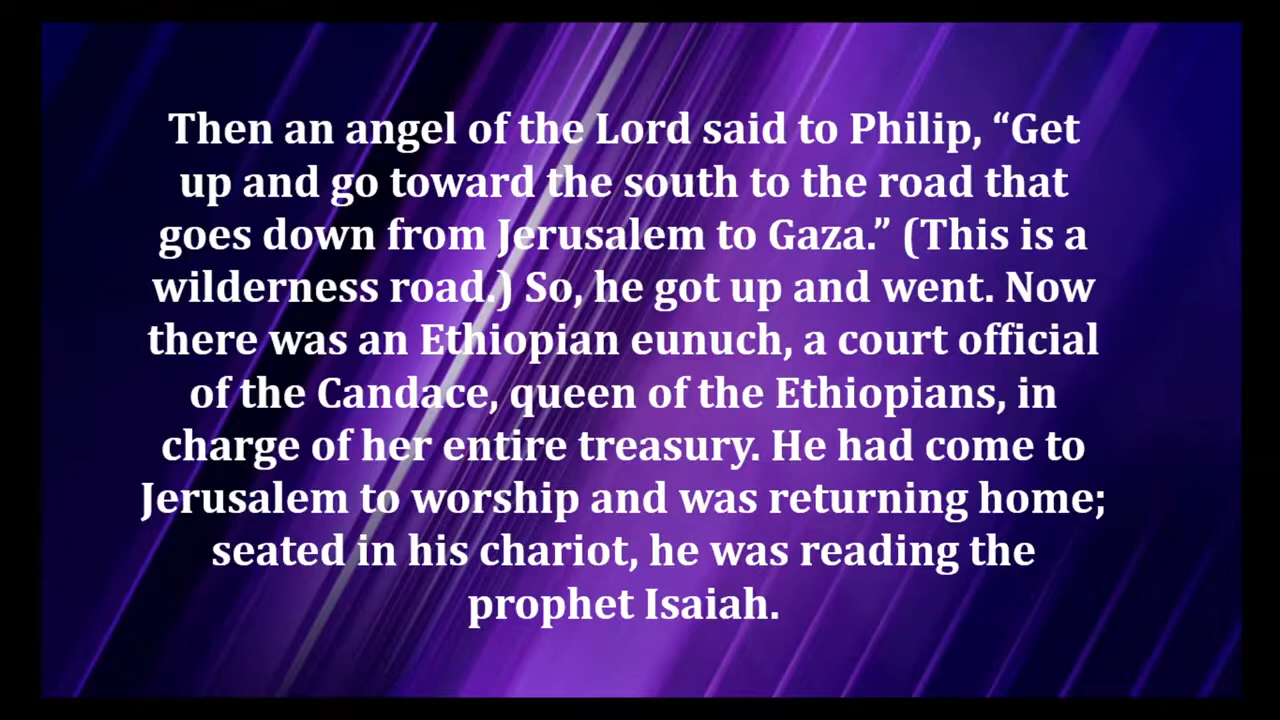 Then an angel of the Lord said to Philip, “Get
up and go toward the south to the road that
goes down from Jerusalem to Gaza.” (This is a
wilderness road.) So, he got up and went. Now
there was an Ethiopian eunuch, a court official
of the Candace, queen of the Ethiopians, in
charge of her entire treasury. He had come to
Jerusalem to worship and was returning home;
seated in his chariot, he was reading the
prophet Isaiah.